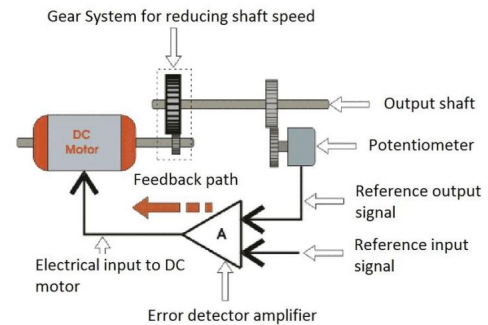 Gear System for reducing shaft speed
Output shaft
DC
Motor
Potentiometer
Feedback path
Reference output
signal
A
Reference input
signal
Electrical input to DC
motor
Error detector amplifier